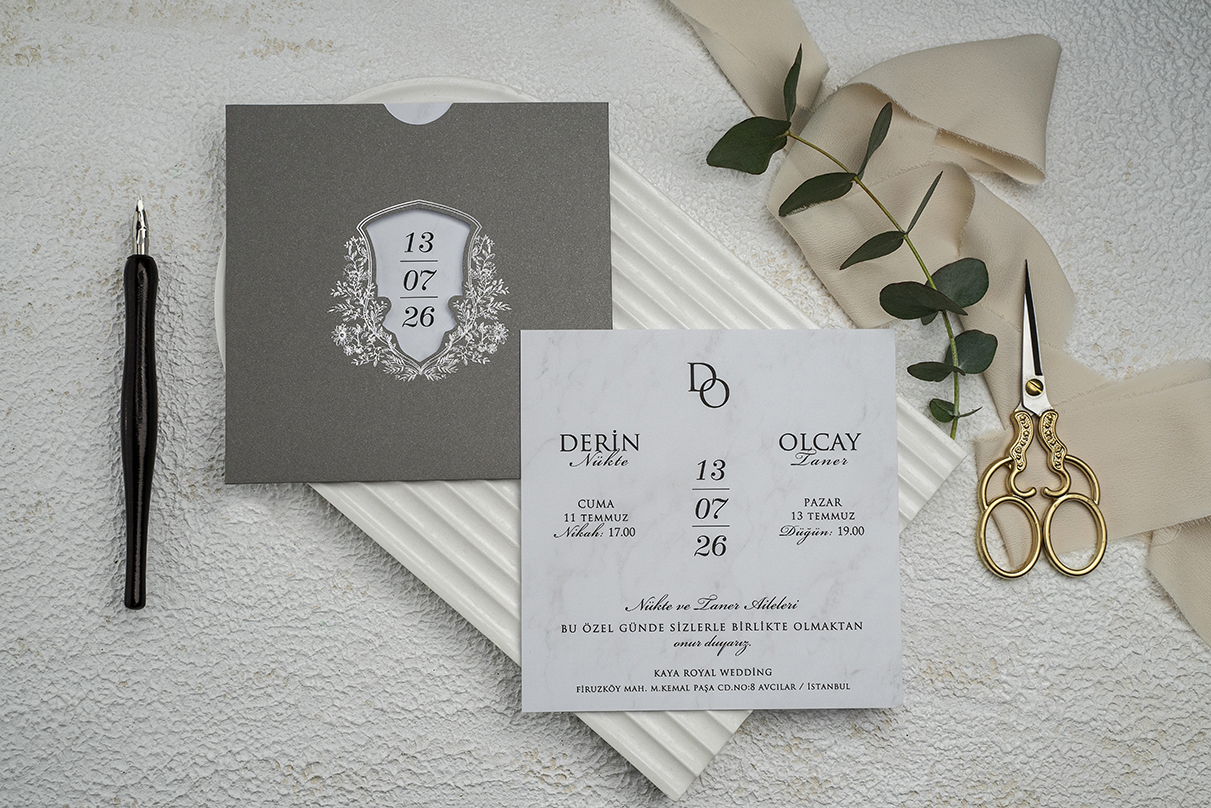 13
07
26
DO
DERİN
Nükte
OLCAY
Taner
13
07
26
CUMA
11 TEMMUZ
Nikah: 17.00
PAZAR
13 TEMMUZ
Düğün: 19.00
Nükte ve Taner Aileleri
BU ÖZEL GÜNDE SİZLERLE BİRLİKTE OLMAKTAN
onur duyarız.
KAYA ROYAL WEDDİNG
FİRUZKÖY MAH. M.KEMAL PAŞA CD.NO:8 AVCILAR / İSTANBUL